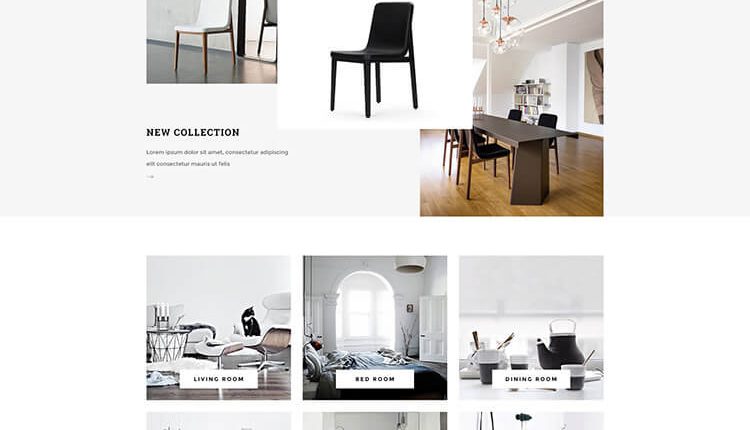 NEW COLLECTION
Lorem ipsum dolor sit amet, consectetur adipiscing
elit consectetur mauris ut felis
LIVING ROOM
BED ROOM
DINING ROOM